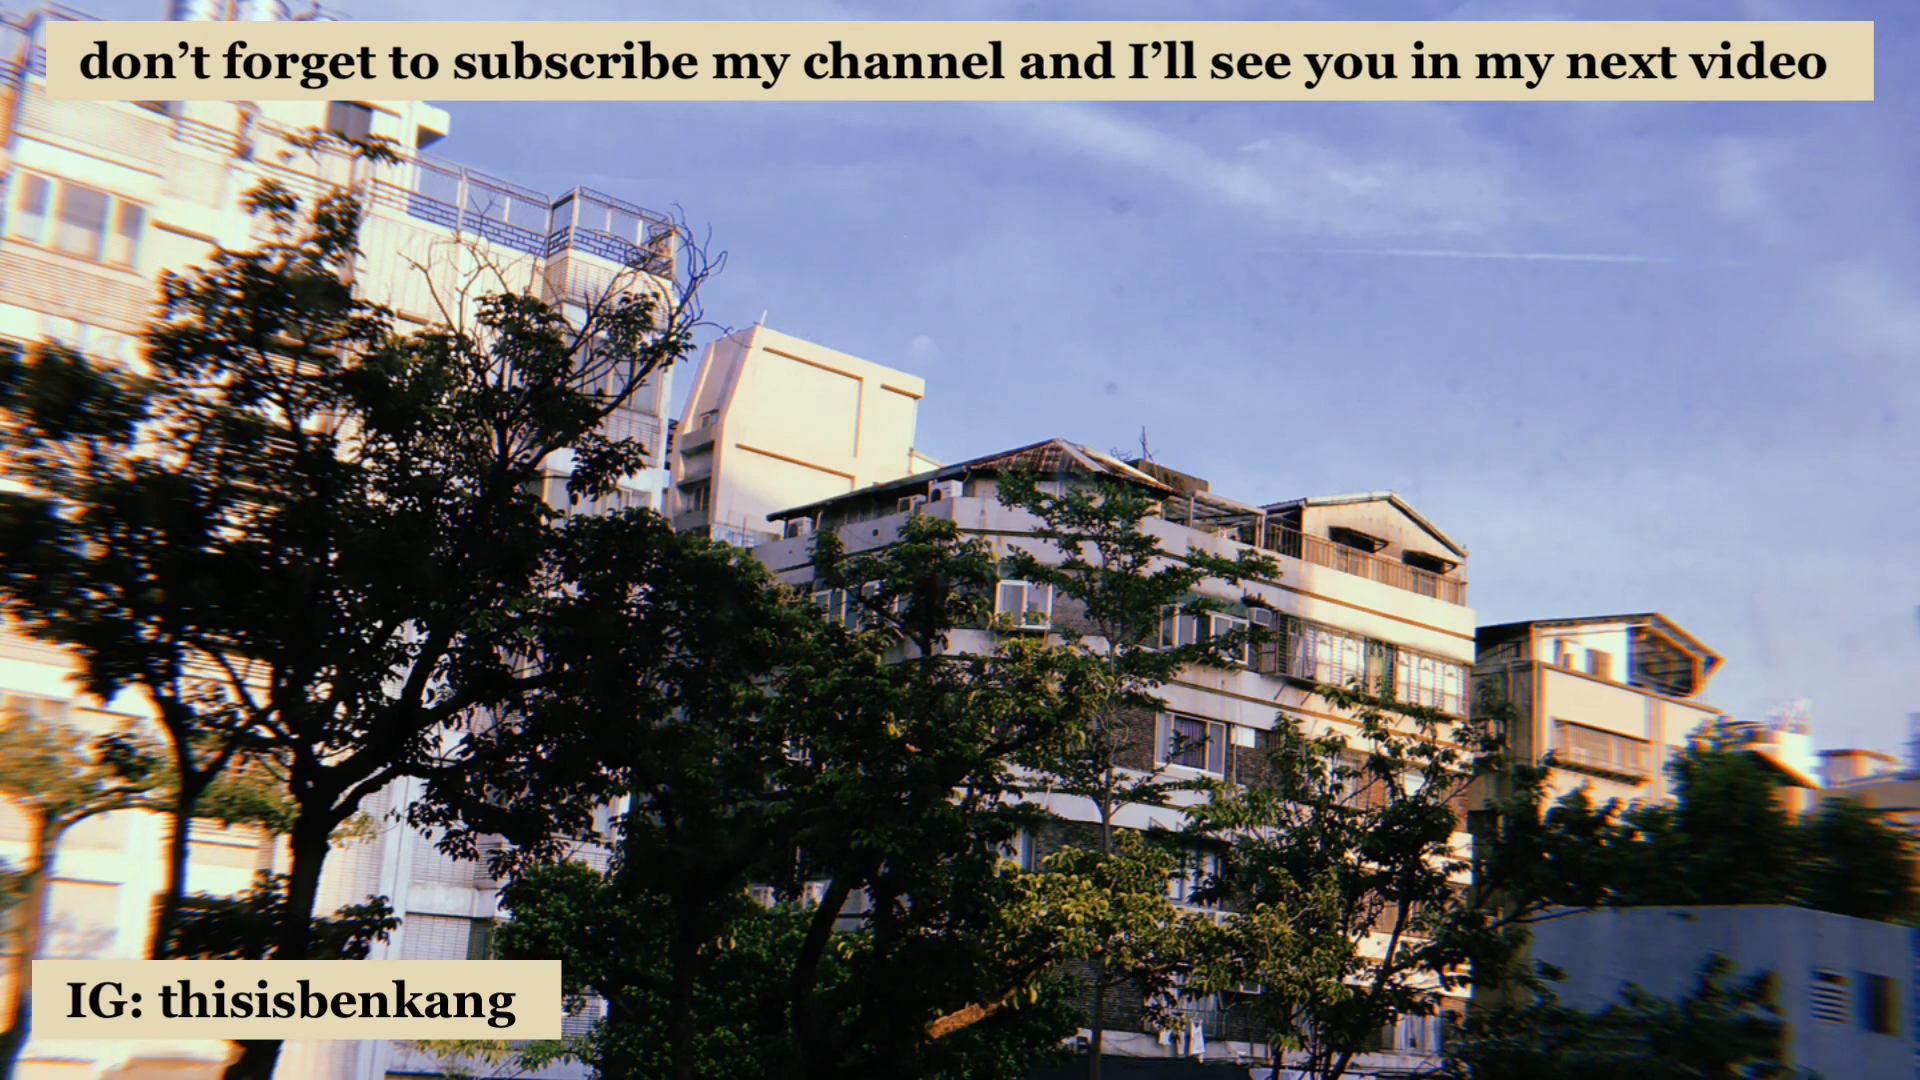 don’t forget to subscribe my channel and I’ll see you in my next video
IG: thisisbenkang